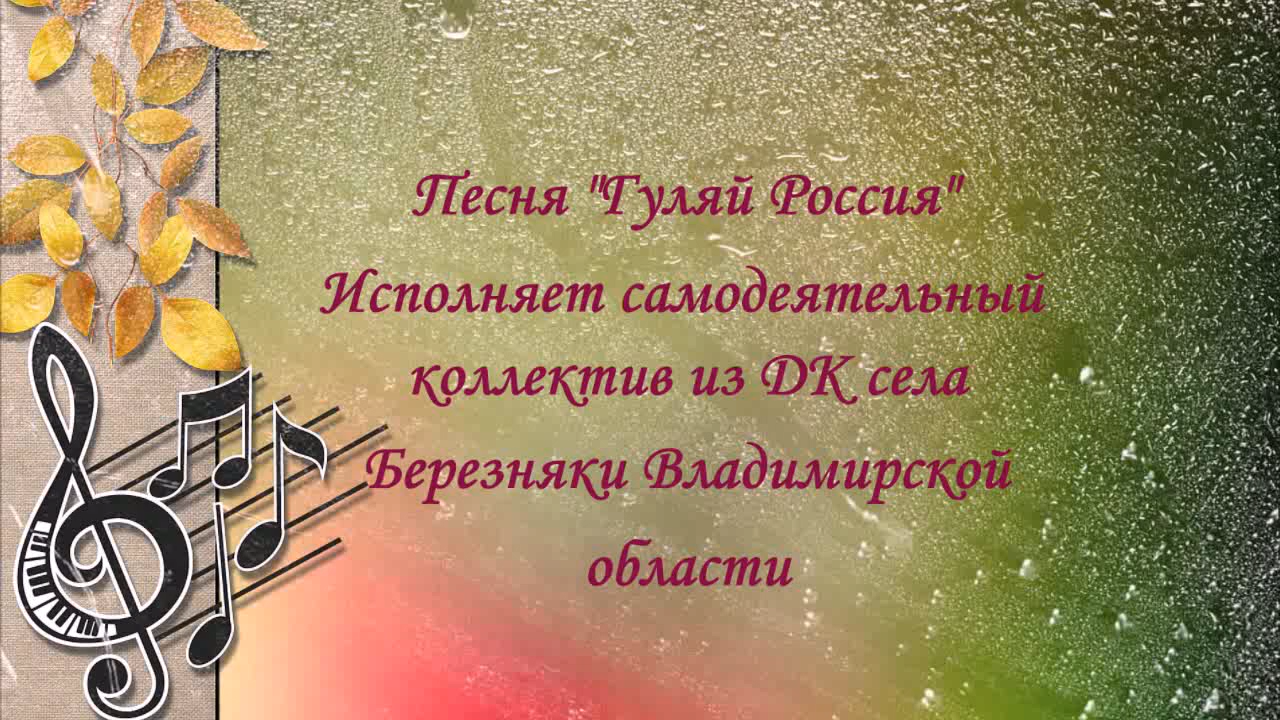 Песня "Гуляй Россия"
Исполняет самодеятельный
коллектив из ДК села
Березняки Владимирской
области